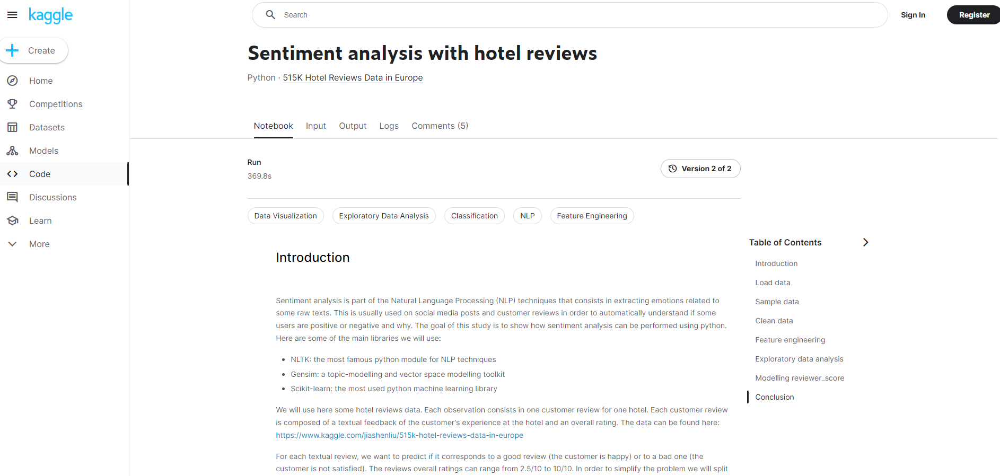 kaggle
Search
Sign In
Register
Create
Home
Competitions
Datasets
Models
Code
Discussions
Learn
More
Sentiment analysis with hotel reviews
Python · 515K Hotel Reviews Data in Europe
Notebook Input Output Logs Comments (5)
Run
369.8s
Version 2 of 2
Data Visualization Exploratory Data Analysis Classification NLP Feature Engineering
Introduction
Sentiment analysis is part of the Natural Language Processing (NLP) techniques that consists in extracting emotions related to
some raw texts. This is usually used on social media posts and customer reviews in order to automatically understand if some
users are positive or negative and why. The goal of this study is to show how sentiment analysis can be performed using python.
Here are some of the main libraries we will use:
• NLTK: the most famous python module for NLP techniques
• Gensim: a topic-modelling and vector space modelling toolkit
• Scikit-learn: the most used python machine learning library
We will use here some hotel reviews data. Each observation consists in one customer review for one hotel. Each customer review
is composed of a textual feedback of the customer's experience at the hotel and an overall rating. The data can be found here:
https://www.kaggle.com/jiashenliu/515k-hotel-reviews-data-in-europe
For each textual review, we want to predict if it corresponds to a good review (the customer is happy) or to a bad one (the
customer is not satisfied). The reviews overall ratings can range from 2.5/10 to 10/10. In order to simplify the problem we will split
Table of Contents
Introduction
Load data
Sample data
Clean data
Feature engineering
Exploratory data analysis
Modelling reviewer_score
Conclusion